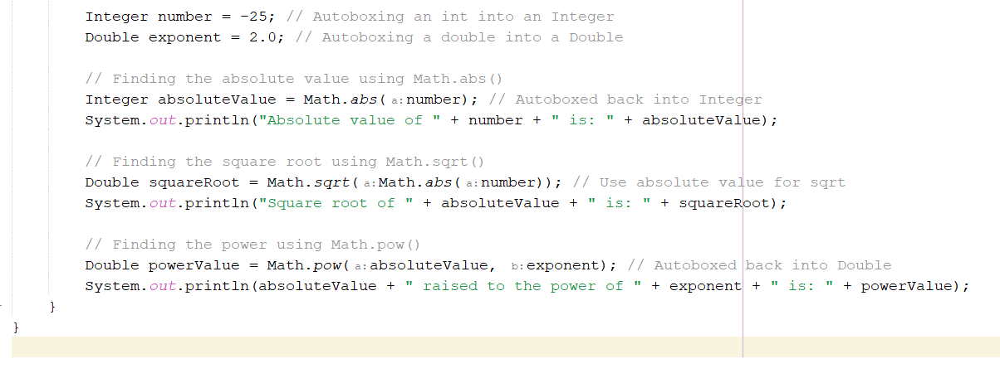 Integer number = -25; // Autoboxing an int into an Integer
Double exponent = 2.0; // Autoboxing a double into a Double
// Finding the absolute value using Math.abs()
Integer absoluteValue = Math.abs( a: number); // Autoboxed back into Integer
System.out.println("Absolute value of " + number + " is: " + absoluteValue);
// Finding the square root using Math.sqrt()
Double squareRoot = Math.sqrt( a: Math.abs( a: number)); // Use absolute value for sqrt
System.out.println("Square root of " + absoluteValue + " is: " + squareRoot);
// Finding the power using Math.pow()
Double powerValue = Math.pow( a: absoluteValue, b: exponent); // Autoboxed back into Double
System.out.println(absoluteValue + " raised to the power of " + exponent + " is: " + powerValue);
}
}